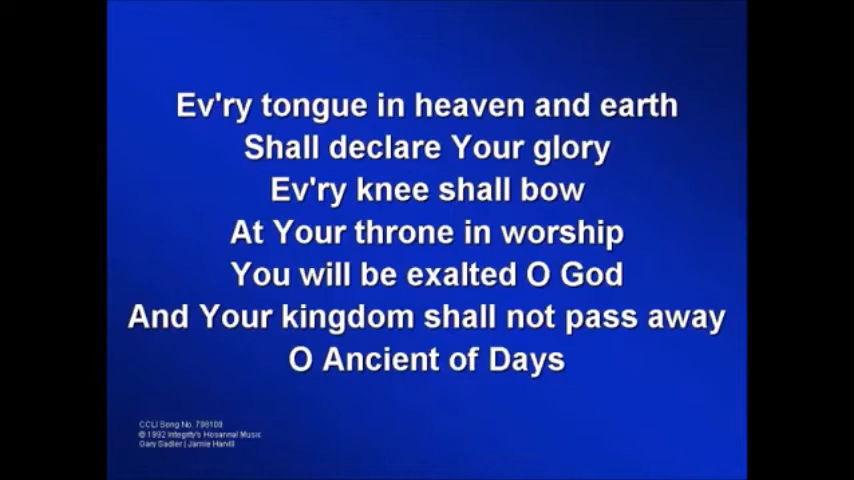 Ev'ry tongue in heaven and earth
Shall declare Your glory
Ev'ry knee shall bow
At Your throne in worship
You will be exalted O God
And Your kingdom shall not pass away
O Ancient of Days
CCLI Song No. 798108
© 1992 Integrity's Hosanna! Music
Gary Sadler | Jamie Harvill